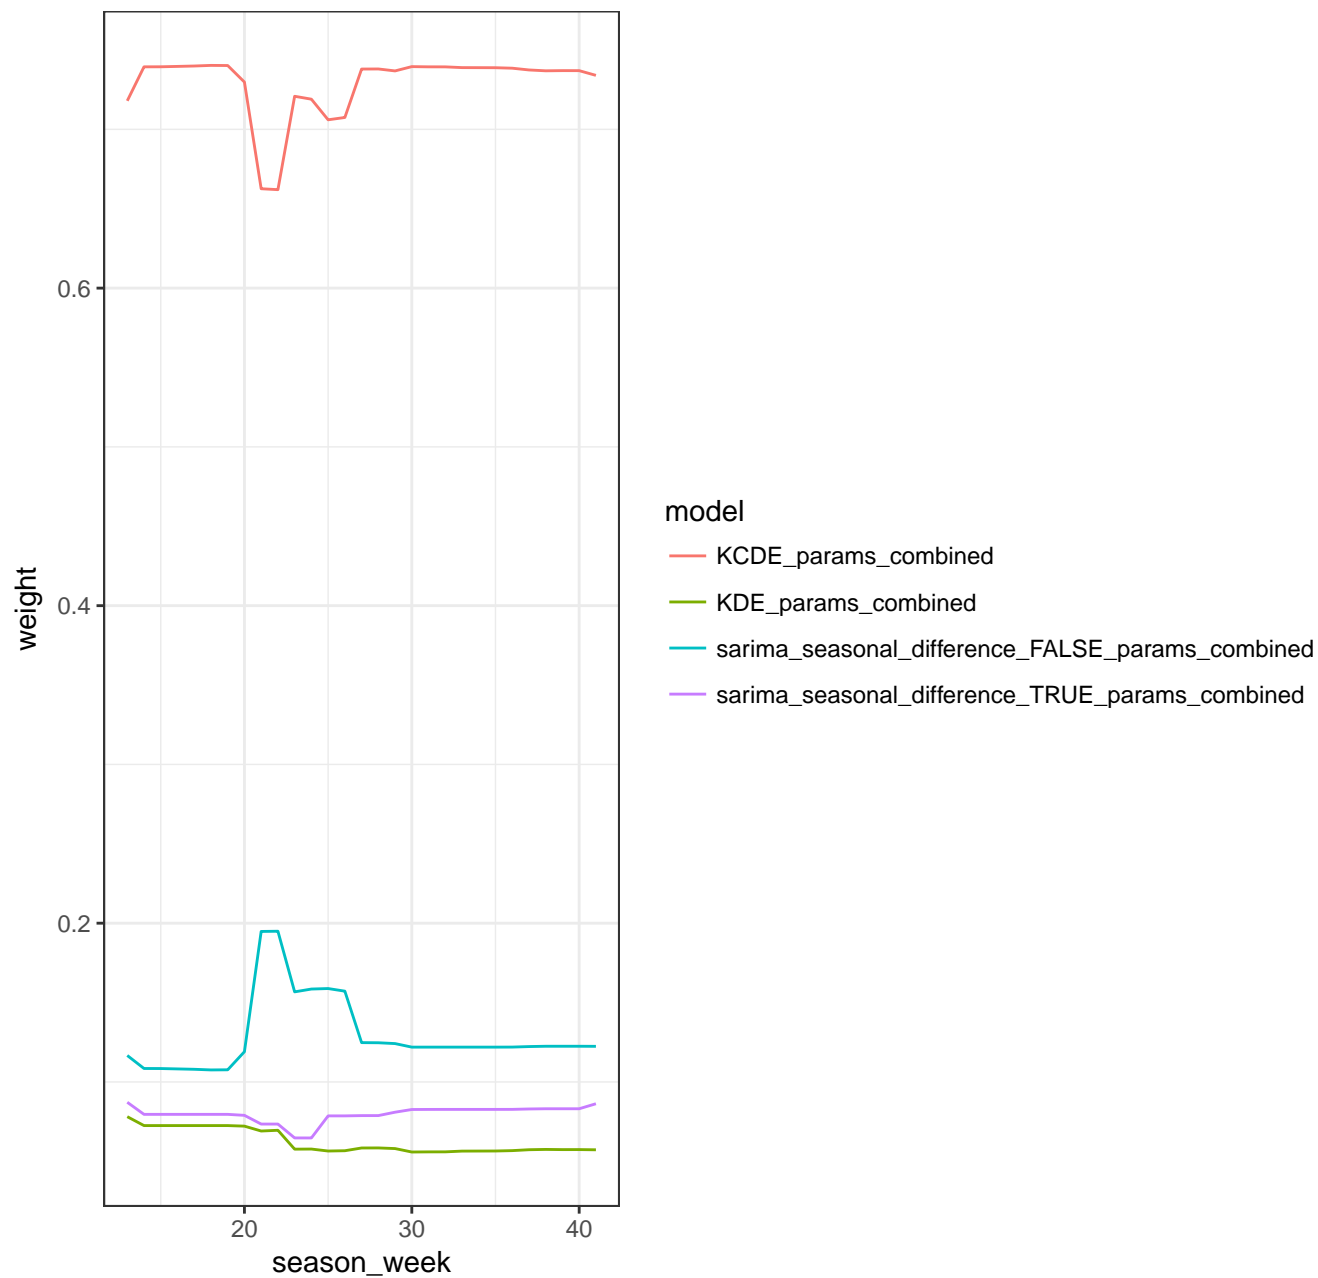 weight
0.6
0.4
0.2
20 30 40
season_week
model
KCDE_params_combined
KDE_params_combined
sarima_seasonal_difference_FALSE_params_combined
sarima_seasonal_difference_TRUE_params_combined